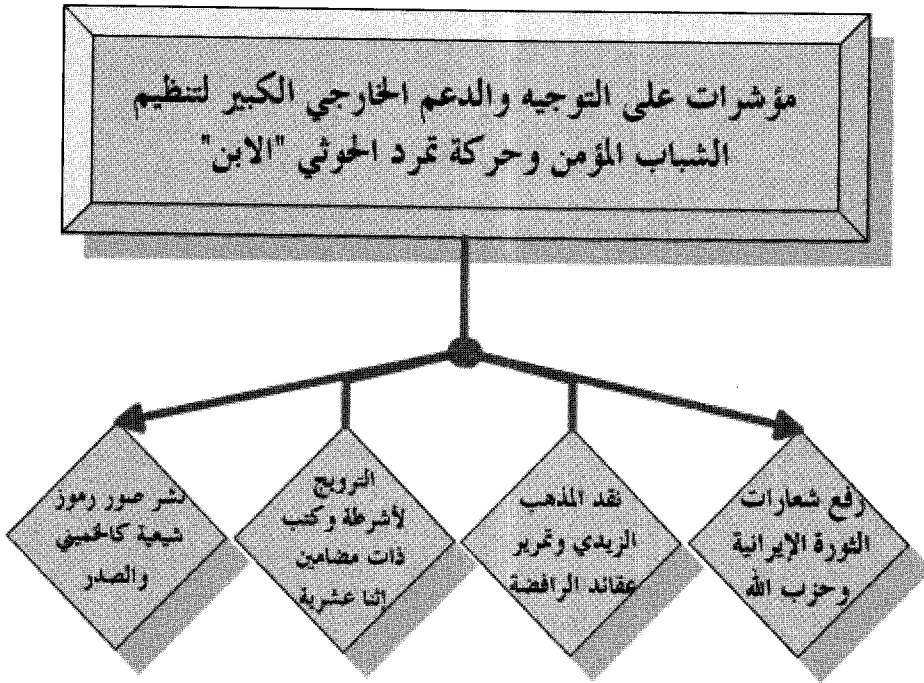 مؤشرات على التوجيه والدعم الخارجي الكبير لتنظيم
الشباب المؤمن وحركة تمرد الحوثي "الابن"
رفع شعارات
الثورة الإيرانية
وحزب الله
نقد المذهب
الزيدي وتمرير
عقائد الرافضة
الترويج
لأشرطة وكتب
ذات مضامين
إثنا عشرية
نشر صور رموز
شيعية كالخميني
والصدر